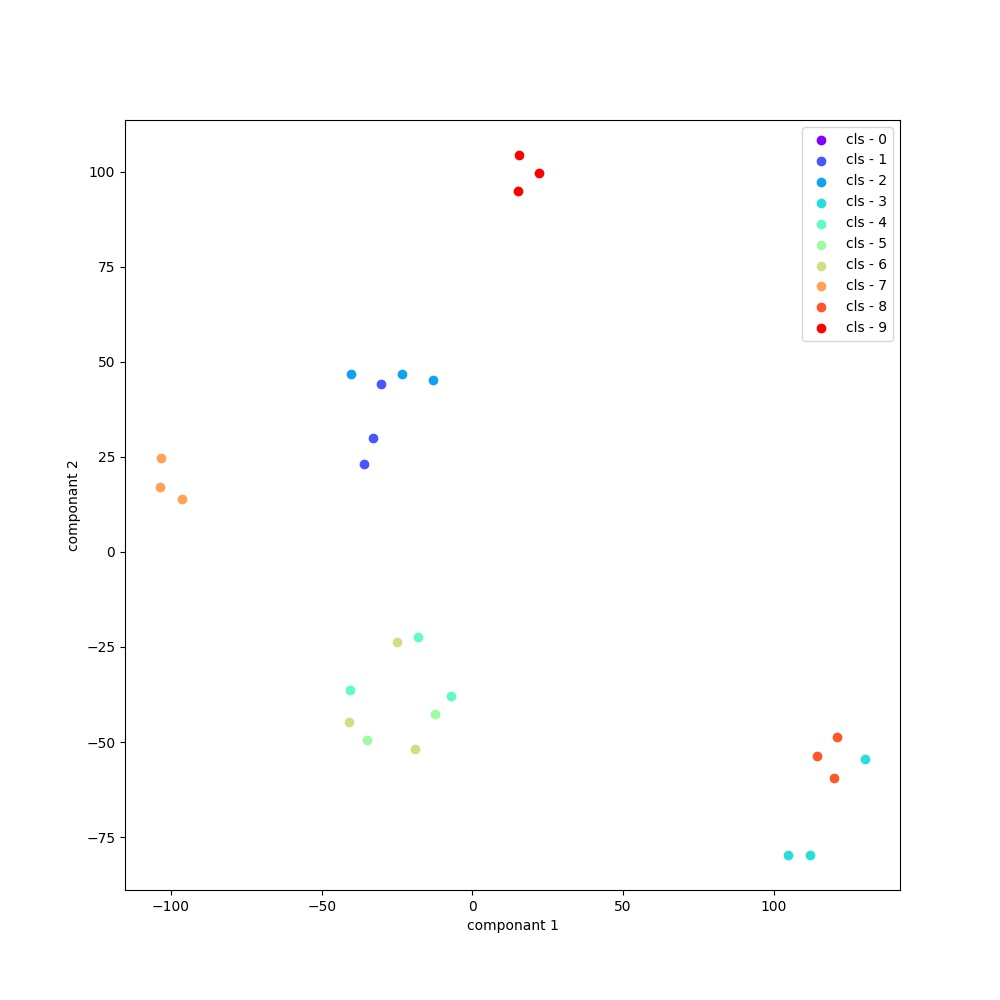 cls - 0
cls - 1
cls - 2
cls - 3
cls - 4
cls - 5
cls - 6
cls - 7
cls - 8
cls - 9
100
75
50
25
0
−25
−50
−75
componant 2
−100
−50
0
50
100
componant 1